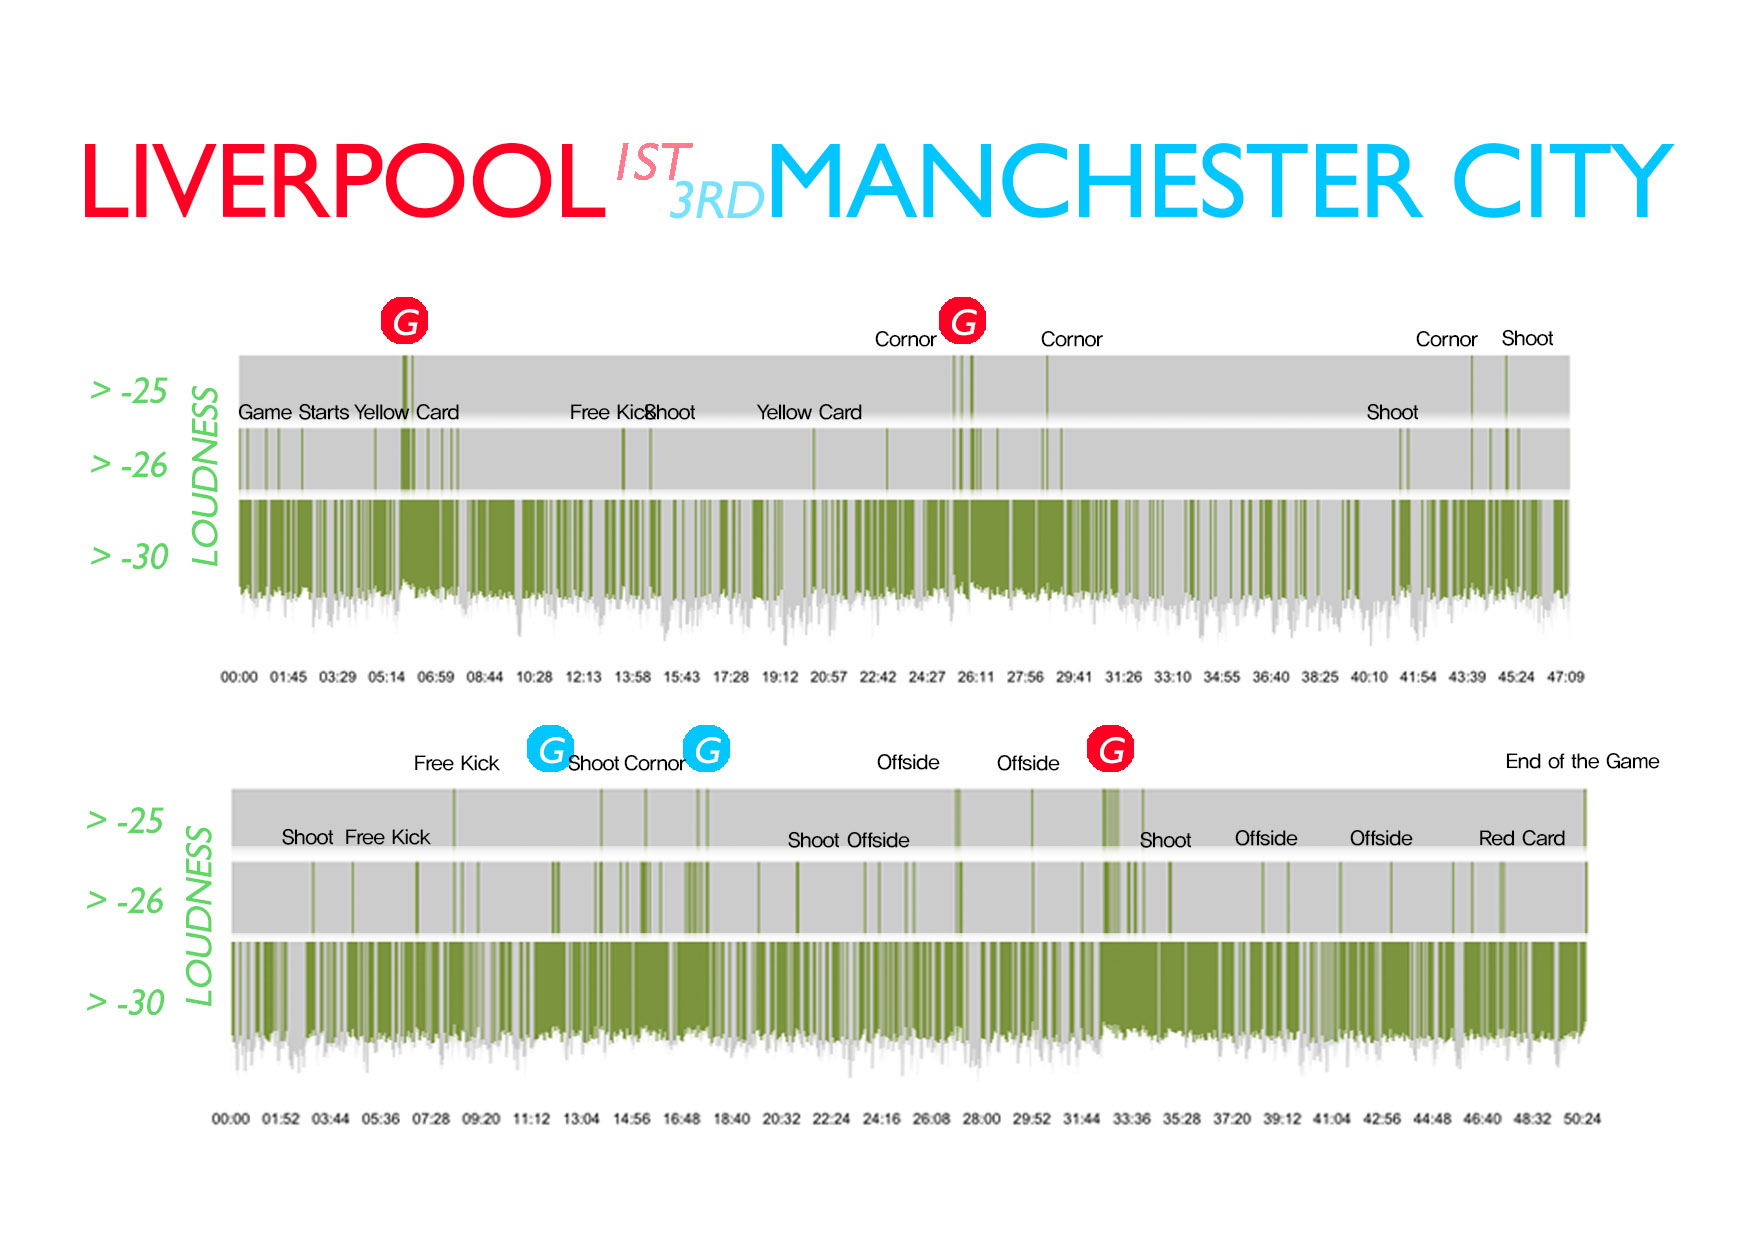 LIVERPOOL 1ST 3RD MANCHESTER CITY
G G
Cornor Cornor Cornor Shoot
> -25
Game Starts Yellow Card Free Kick Shoot Yellow Card Shoot
> -26
LOUDNESS
> -30
00:00 01:45 03:29 05:14 06:59 08:44 10:28 12:13 13:58 15:43 17:28 19:12 20:57 22:42 24:27 26:11 27:56 29:41 31:26 33:10 34:55 36:40 38:25 40:10 41:54 43:39 45:24 47:09
G G G
Free Kick Shoot Cornor Offside Offside End of the Game
> -25
Shoot Free Kick Shoot Offside Shoot Offside Offside Red Card
> -26
LOUDNESS
> -30
00:00 01:52 03:44 05:36 07:28 09:20 11:12 13:04 14:56 16:48 18:40 20:32 22:24 24:16 26:08 28:00 29:52 31:44 33:36 35:28 37:20 39:12 41:04 42:56 44:48 46:40 48:32 50:24